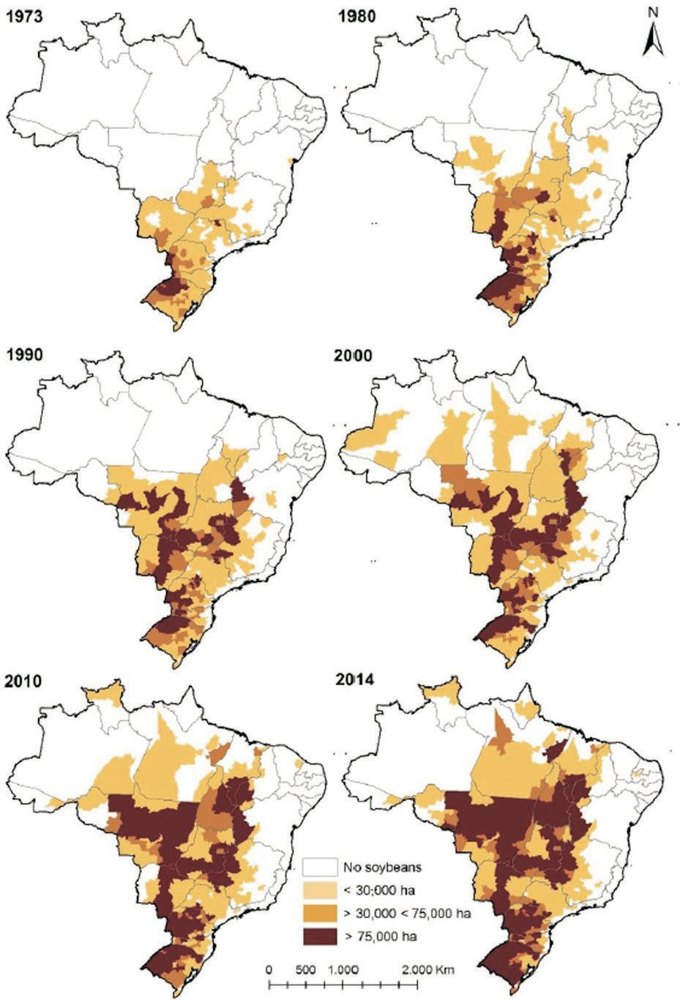 1973
1980
N
1990
2000
2010
2014
No soybeans
< 30,000 ha
> 30,000 < 75,000 ha
> 75,000 ha
0 500 1.000 2.000 Km